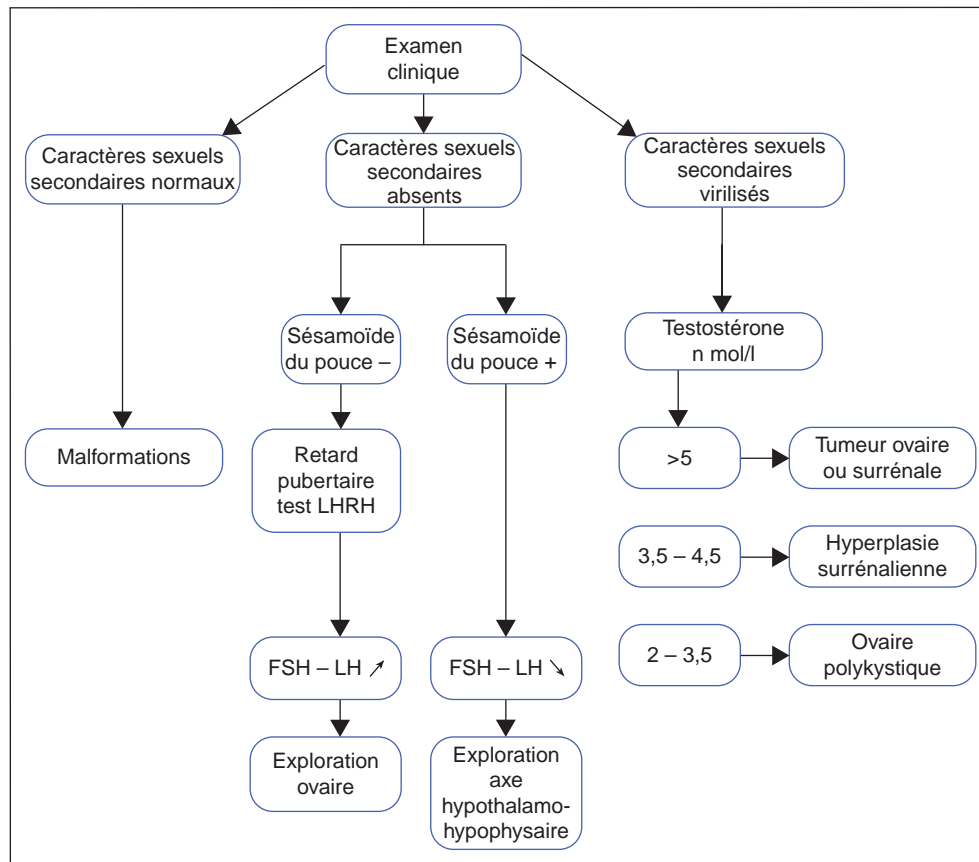 Examen
clinique
Caractères sexuels
secondaires normaux
Caractères sexuels
secondaires
absents
Caractères sexuels
secondaires
virilisés
Sésamoïde
du pouce –
Sésamoïde
du pouce +
Testostérone
n mol/l
Malformations
Retard
pubertaire
test LHRH
>5
Tumeur ovaire
ou surrénale
3,5 – 4,5
Hyperplasie
surrénalienne
2 – 3,5
Ovaire
polykystique
FSH – LH ↗
FSH – LH ↘
Exploration
ovaire
Exploration
axe
hypothalamo-
hypophysaire